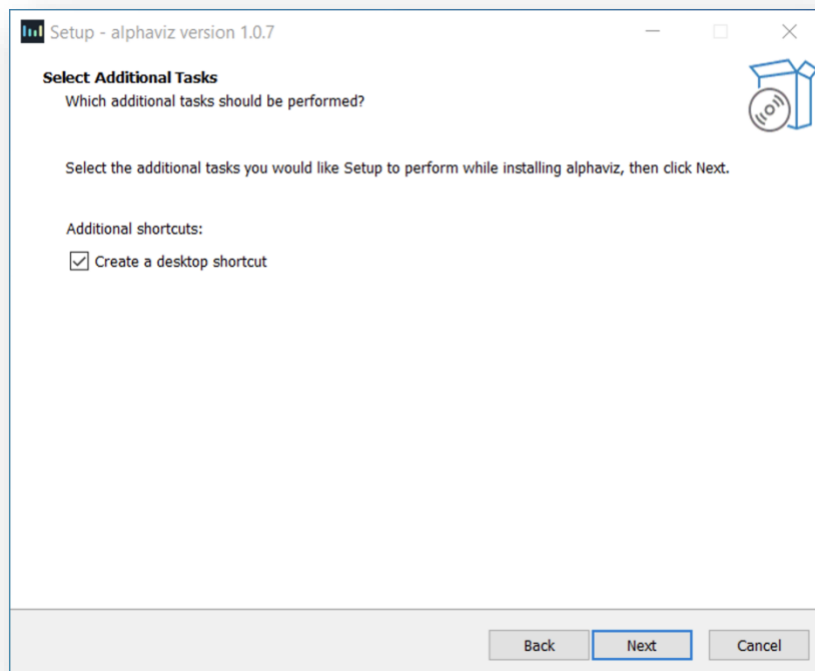 Setup - alphaviz version 1.0.7
Select Additional Tasks
Which additional tasks should be performed?
Select the additional tasks you would like Setup to perform while installing alphaviz, then click Next.
Additional shortcuts:
Create a desktop shortcut
Back Next Cancel